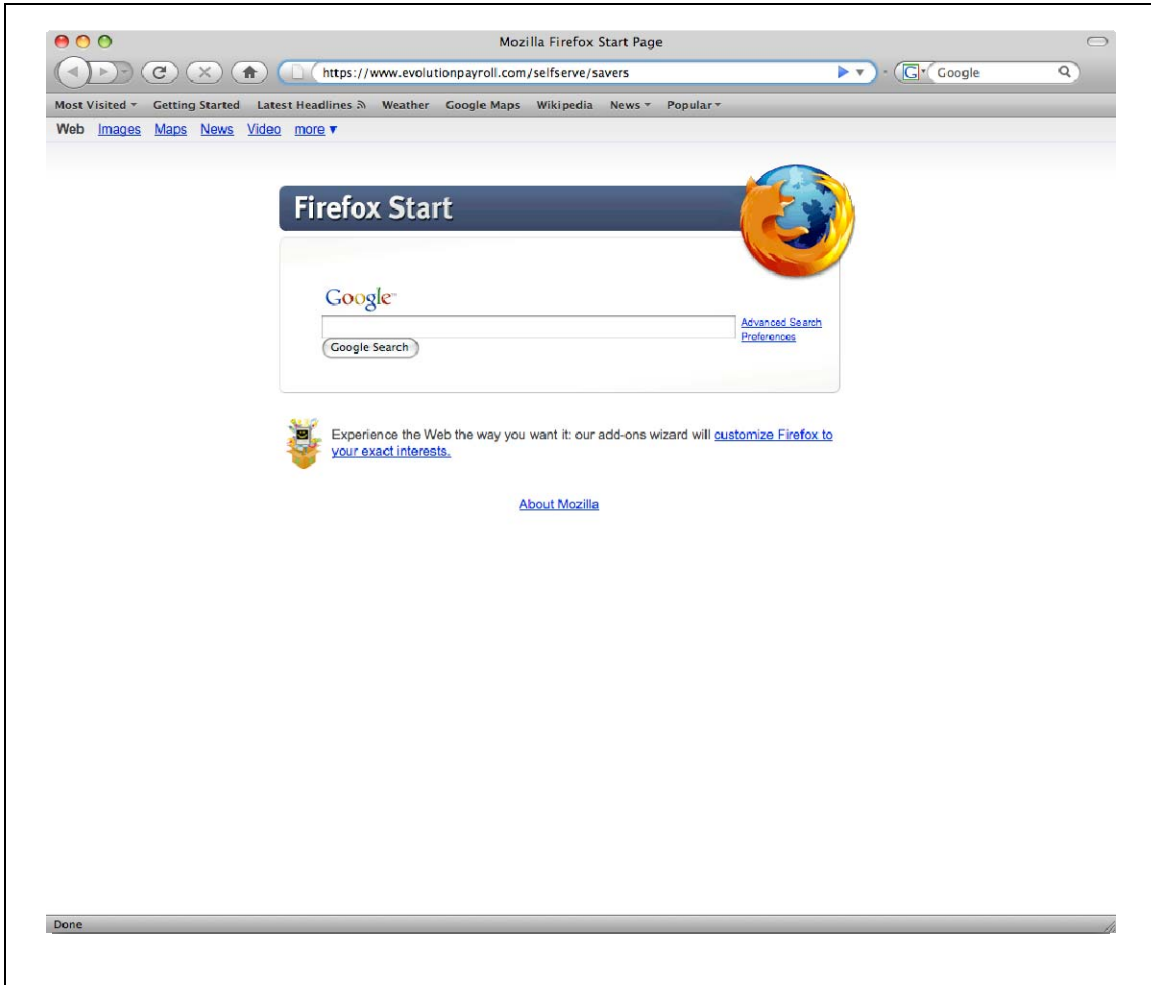 Mozilla Firefox Start Page
https://www.evolutionpayroll.com/selfserve/savers
Google
Most Visited Getting Started Latest Headlines Weather Google Maps Wikipedia News Popular
Web Images Maps News Video more
Firefox Start
Google™
Advanced Search
Preferences
Google Search
Experience the Web the way you want it: our add-ons wizard will customize Firefox to
your exact interests.
About Mozilla
Done